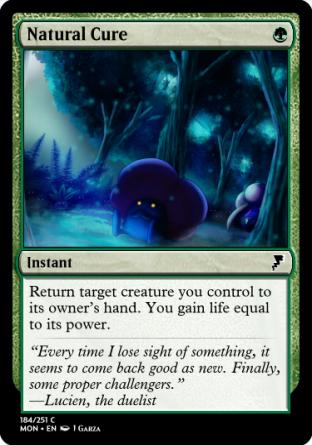 Natural Cure
Instant
Return target creature you control to
its owner's hand. You gain life equal
to its power.
“Every time I lose sight of something, it
seems to come back good as new. Finally,
some proper challengers.”
—Lucien, the duelist
184/251 C
MON • EN I GARZA